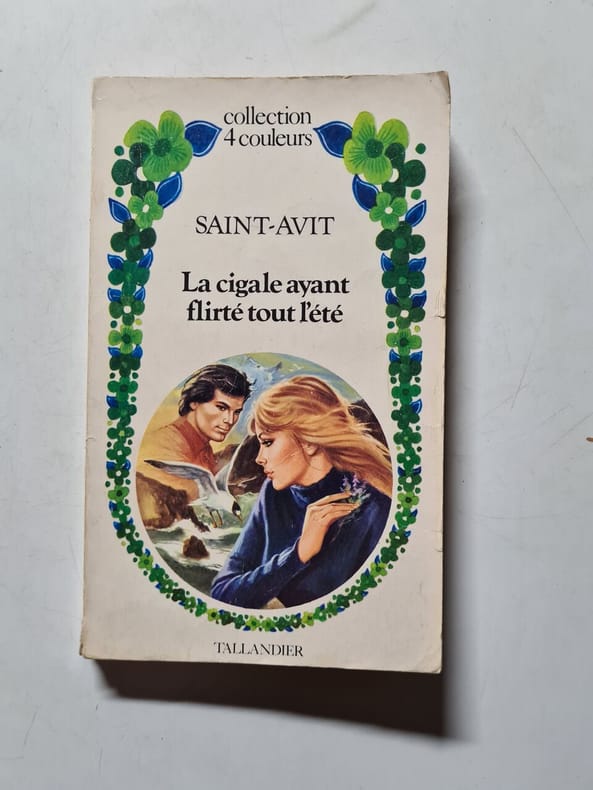 collection
4 couleurs
SAINT-AVIT
La cigale ayant
flirté tout l'été
TALLANDIER